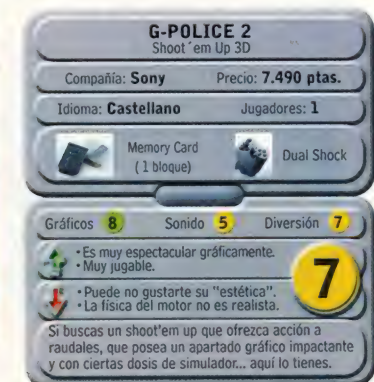 G-POLICE 2
Shoot´em Up 3D
Compañía: Sony Precio: 7.490 ptas.
Idioma: Castellano Jugadores: 1
Memory Card
( 1 bloque)
Dual Shock
Gráficos 8 Sonido 5 Diversión 7
· Es muy espectacular gráficamente.
· Muy jugable.
7
· Puede no gustarte su "estética".
· La física del motor no es realista.
Si buscas un shoot'em up que ofrezca acción a
raudales, que posea un apartado gráfico impactante
y con ciertas dosis de simulador... aquí lo tienes.